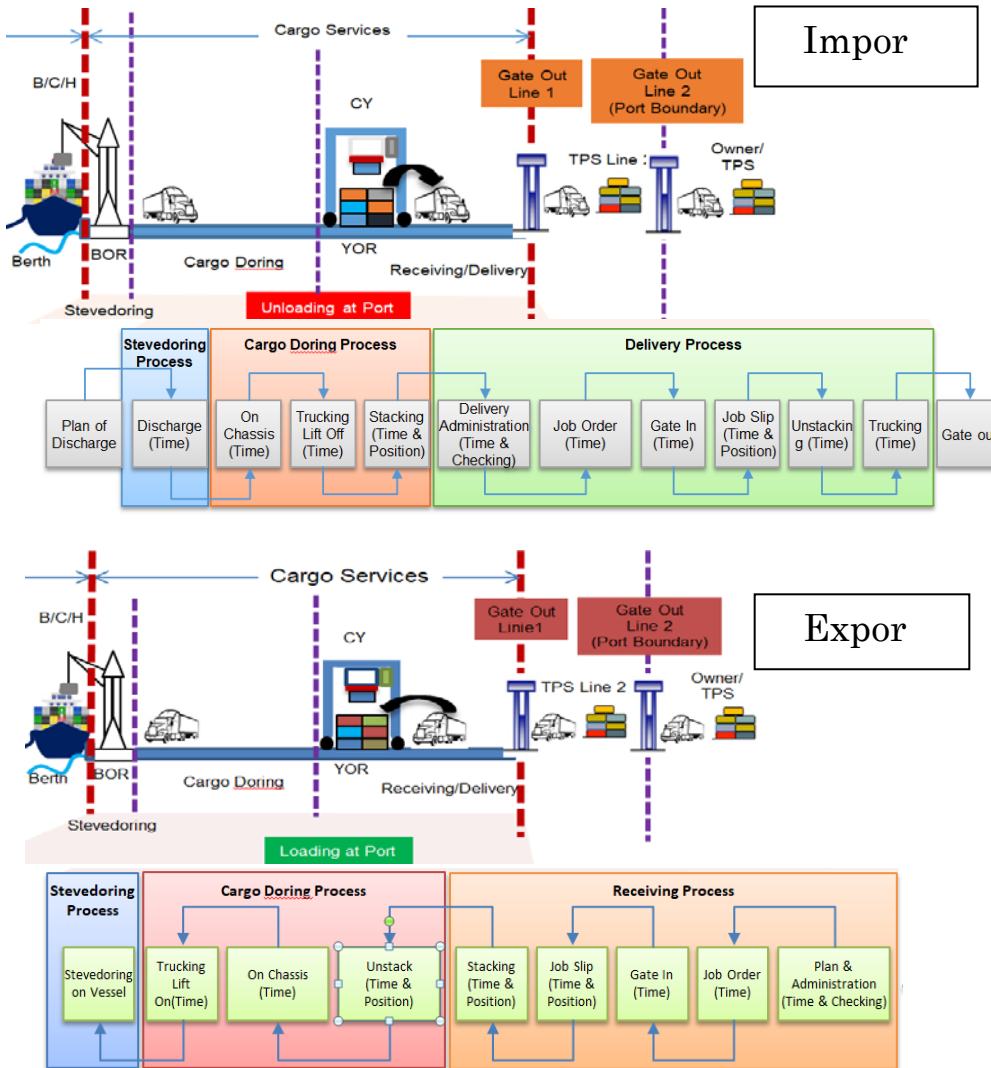 Cargo Services
Impor
B/C/H
CY
Gate Out
Line 1
Gate Out
Line 2
(Port Boundary)
TPS Line
Owner/
TPS
Berth
BOR
Cargo Doring
YOR
Receiving/Delivery
Stevedoring
Unloading at Port
Stevedoring
Process
Cargo Doring Process
Delivery Process
Plan of
Discharge
Discharge
(Time)
On
Chassis
(Time)
Trucking
Lift Off
(Time)
Stacking
(Time &
Position)
Delivery
Administration
(Time &
Checking)
Job Order
(Time)
Gate In
(Time)
Job Slip
(Time &
Position)
Unstackin
g (Time)
Trucking
(Time)
Gate ou
Cargo Services
Expor
B/C/H
CY
Gate Out
Linie1
Gate Out
Line 2
(Port Boundary)
TPS Line 2
Owner/
TPS
Berth
BOR
Cargo Doring
YOR
Receiving/Delivery
Stevedoring
Loading at Port
Stevedoring
Process
Cargo Doring Process
Receiving Process
Stevedoring
on Vessel
Trucking
Lift
On(Time)
On Chassis
(Time)
Unstack
(Time &
Position)
Stacking
(Time &
Position)
Job Slip
(Time &
Position)
Gate In
(Time)
Job Order
(Time)
Plan &
Administration
(Time & Checking)